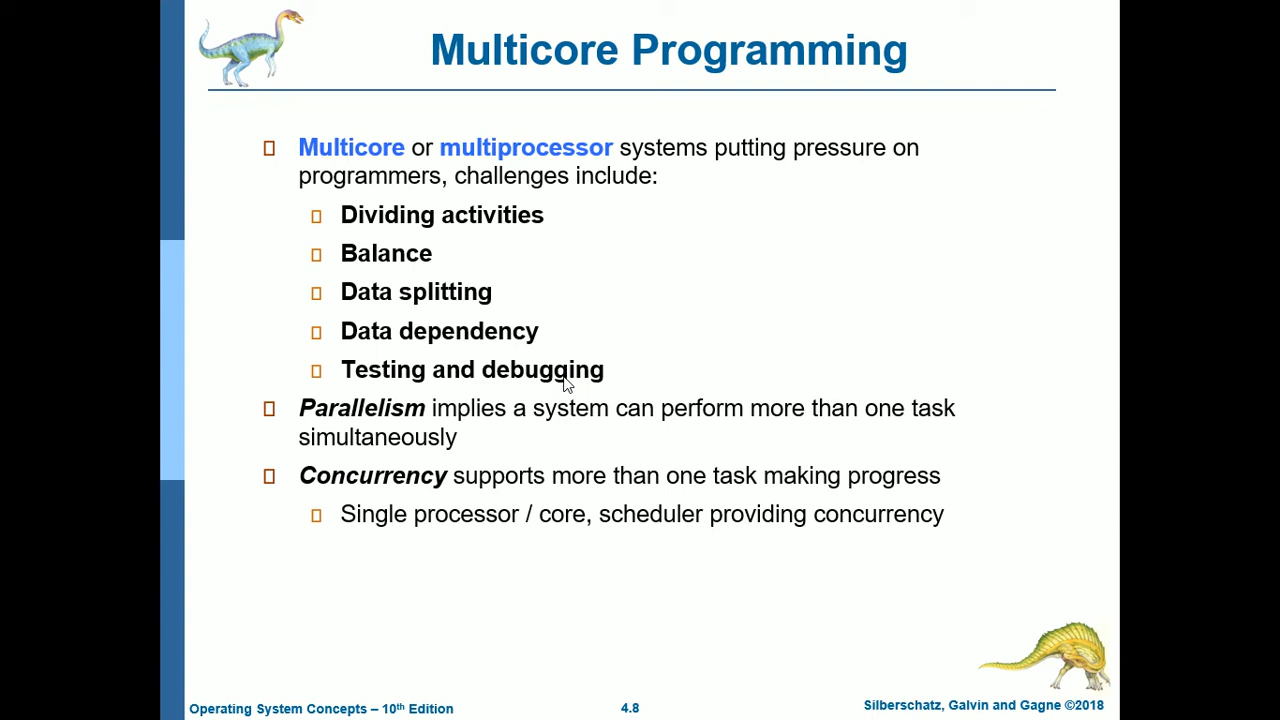 Multicore Programming
Multicore or multiprocessor systems putting pressure on
programmers, challenges include:
Dividing activities
Balance
Data splitting
Data dependency
Testing and debugging
Parallelism implies a system can perform more than one task
simultaneously
Concurrency supports more than one task making progress
Single processor / core, scheduler providing concurrency
Operating System Concepts – 10th Edition
4.8
Silberschatz, Galvin and Gagne ©2018